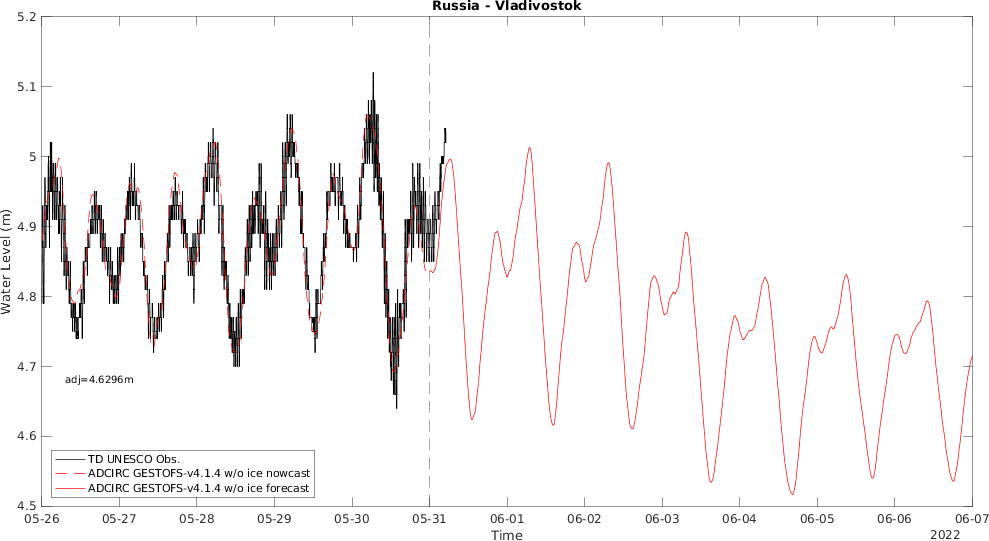 Russia - Vladivostok
5.2
5.1
5
4.9
4.8
4.7
4.6
4.5
Water Level (m)
adj=4.6296m
TD UNESCO Obs.
ADCIRC GESTOFS-v4.1.4 w/o ice nowcast
ADCIRC GESTOFS-v4.1.4 w/o ice forecast
05-26 05-27 05-28 05-29 05-30 05-31 06-01 06-02 06-03 06-04 06-05 06-06 06-07
Time
2022